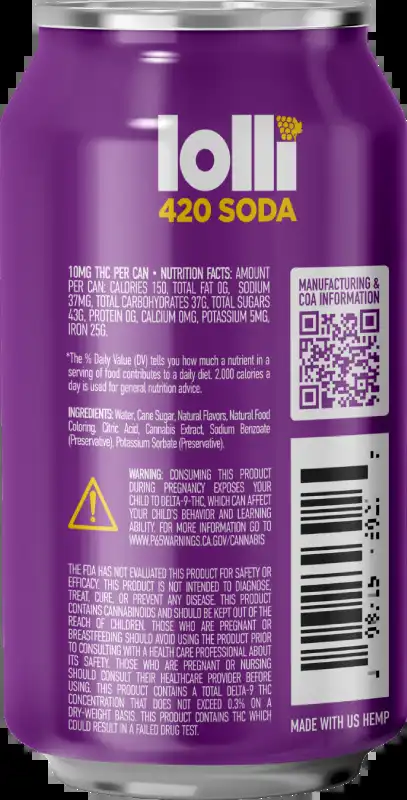 lolli
420 SODA
10MG THC PER CAN • NUTRITION FACTS: AMOUNT
PER CAN: CALORIES 150, TOTAL FAT 0G, SODIUM
37MG, TOTAL CARBOHYDRATES 37G, TOTAL SUGARS
43G, PROTEIN 0G, CALCIUM 0MG, POTASSIUM 5MG,
IRON 25G.
*The % Daily Value (DV) tells you how much a nutrient in a
serving of food contributes to a daily diet. 2,000 calories a
day is used for general nutrition advice.
INGREDIENTS: Water, Cane Sugar, Natural Flavors, Natural Food
Coloring, Citric Acid, Cannabis Extract, Sodium Benzoate
(Preservative), Potassium Sorbate (Preservative).
WARNING: CONSUMING THIS PRODUCT
DURING PREGNANCY EXPOSES YOUR
CHILD TO DELTA-9-THC, WHICH CAN AFFECT
YOUR CHILD'S BEHAVIOR AND LEARNING
ABILITY. FOR MORE INFORMATION GO TO
WWW.P65WARNINGS.CA.GOV/CANNABIS
THE FDA HAS NOT EVALUATED THIS PRODUCT FOR SAFETY OR
EFFICACY. THIS PRODUCT IS NOT INTENDED TO DIAGNOSE,
TREAT, CURE, OR PREVENT ANY DISEASE. THIS PRODUCT
CONTAINS CANNABINOIDS AND SHOULD BE KEPT OUT OF THE
REACH OF CHILDREN. THOSE WHO ARE PREGNANT OR
BREASTFEEDING SHOULD AVOID USING THE PRODUCT PRIOR
TO CONSULTING WITH A HEALTH CARE PROFESSIONAL ABOUT
ITS SAFETY. THOSE WHO ARE PREGNANT OR NURSING
SHOULD CONSULT THEIR HEALTHCARE PROVIDER BEFORE
USING. THIS PRODUCT CONTAINS A TOTAL DELTA-9 THC
CONCENTRATION THAT DOES NOT EXCEED 0.3% ON A
DRY-WEIGHT BASIS. THIS PRODUCT CONTAINS THC WHICH
COULD RESULT IN A FAILED DRUG TEST.
MANUFACTURING &
COA INFORMATION
MADE WITH US HEMP